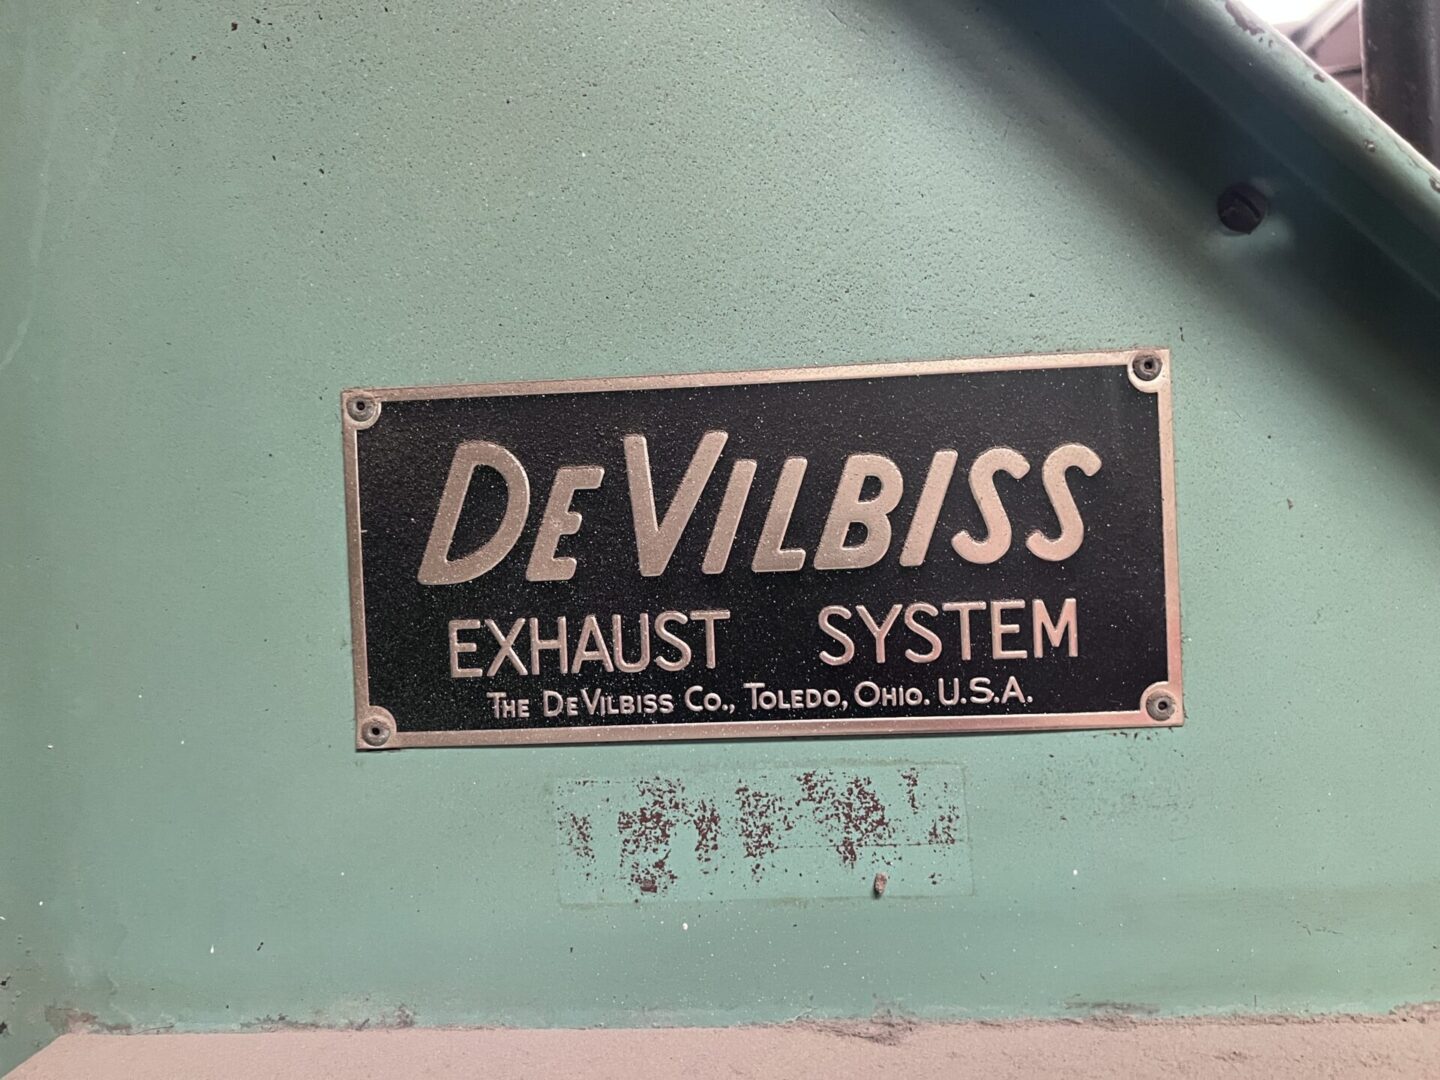 DEVILBISS
EXHAUST SYSTEM
THE DEVILBISS CO., TOLEDO, OHIO. U.S.A.